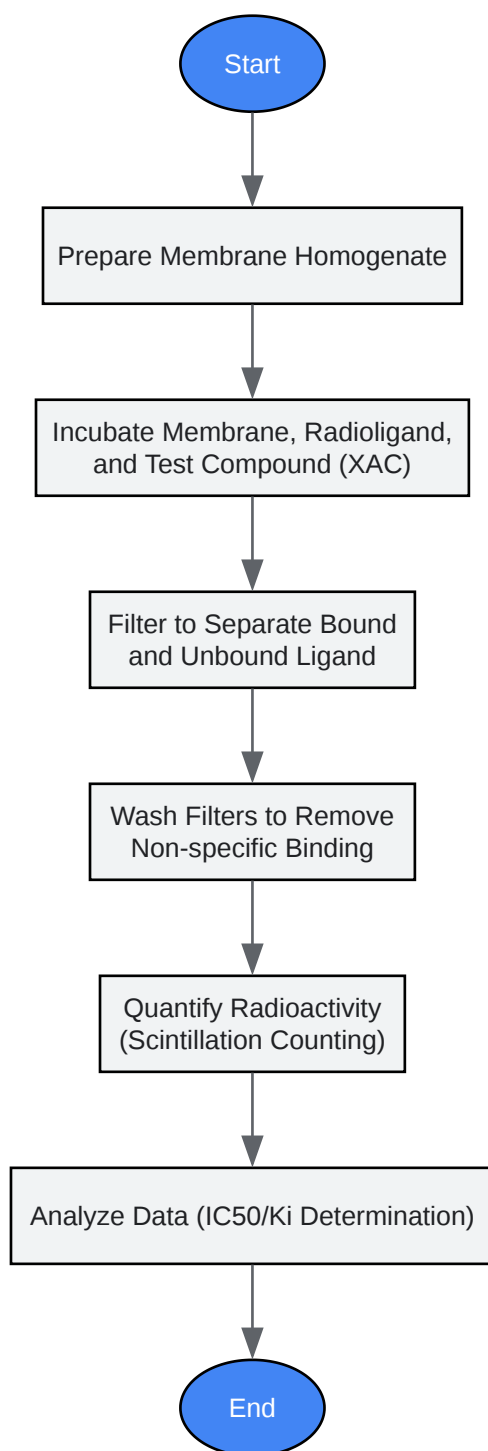 Start
Prepare Membrane Homogenate
Incubate Membrane, Radioligand,
and Test Compound (XAC)
Filter to Separate Bound
and Unbound Ligand
Wash Filters to Remove
Non-specific Binding
Quantify Radioactivity
(Scintillation Counting)
Analyze Data (IC50/Ki Determination)
End